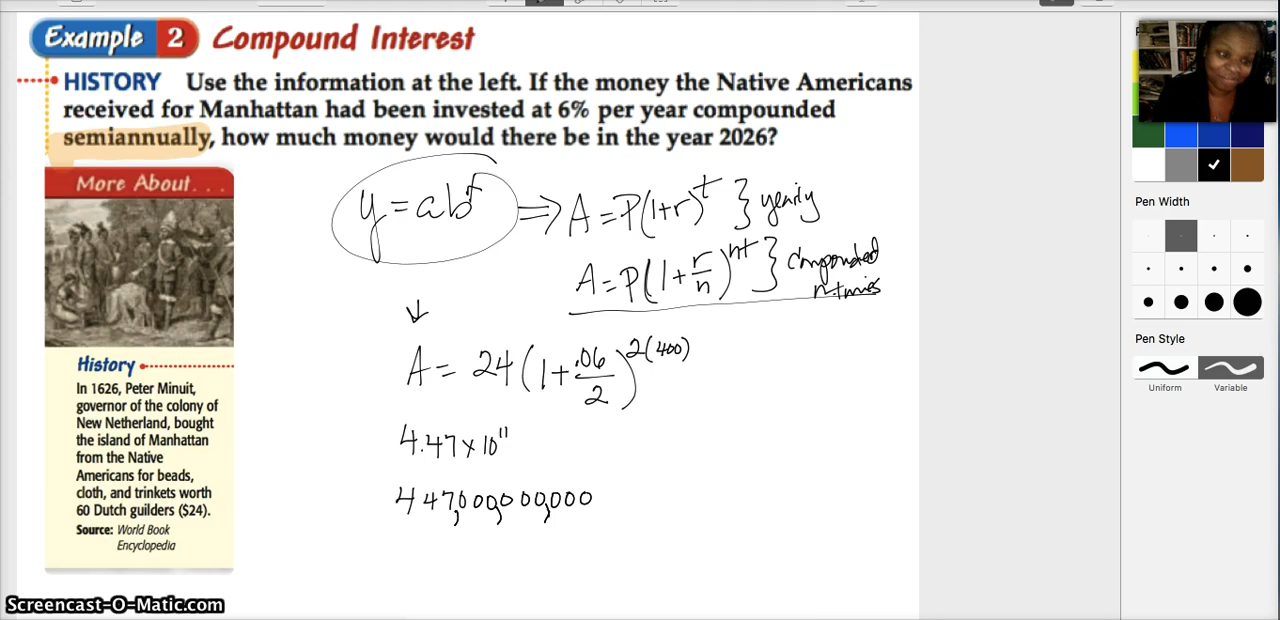 Example 2 Compound Interest
HISTORY Use the information at the left. If the money the Native Americans
received for Manhattan had been invested at 6% per year compounded
semiannually, how much money would there be in the year 2026?
More About...
y = ab^t ⇒ A = P(1+r)^t } yearly
A = P(1+r/n)^nt } compounded
n-times
A = 24(1+.06/2)^2(400)
4.47 x 10^11
447,000,000,000
History
In 1626, Peter Minuit,
governor of the colony of
New Netherland, bought
the island of Manhattan
from the Native
Americans for beads,
cloth, and trinkets worth
60 Dutch guilders ($24).
Source: World Book
Encyclopedia
Pen Width
Pen Style
Uniform Variable
Screencast-O-Matic.com